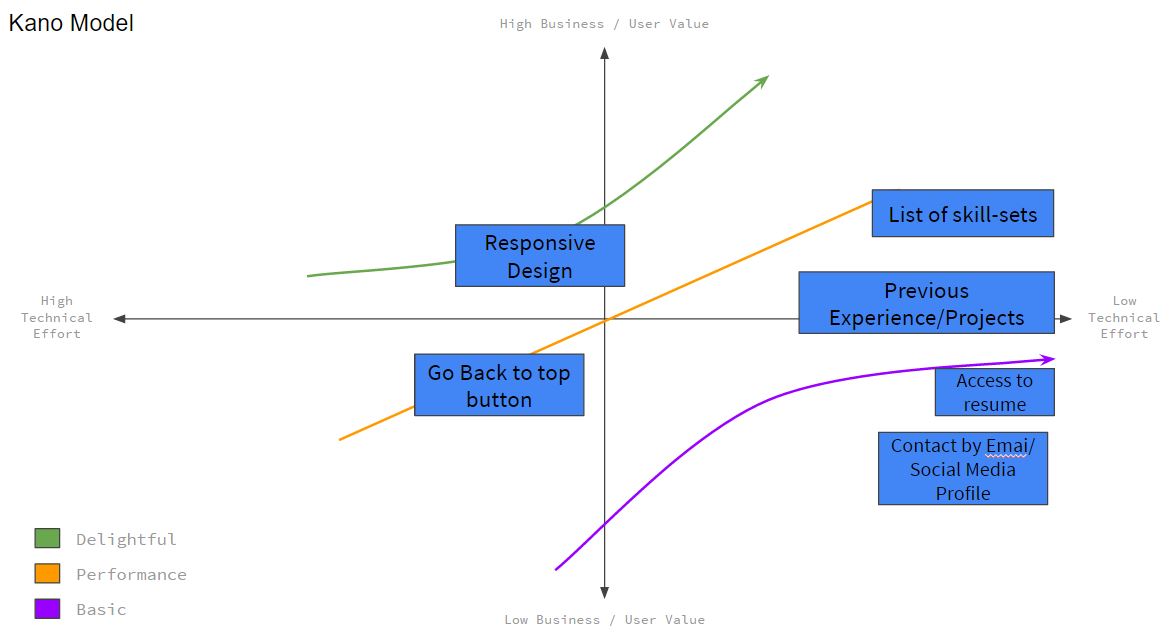 Kano Model
High Business / User Value
List of skill-sets
Responsive
Design
Previous
Experience/Projects
High
Technical
Effort
Low
Technical
Effort
Go Back to top
button
Access to
resume
Contact by Emai/
Social Media
Profile
Delightful
Performance
Basic
Low Business / User Value